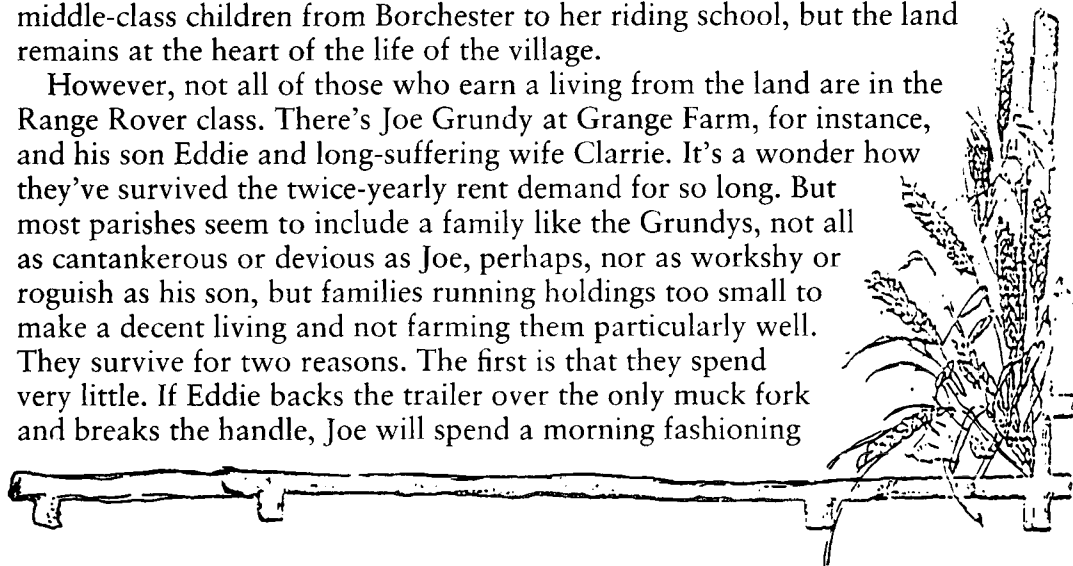 middle-class children from Borchester to her riding school, but the land
remains at the heart of the life of the village.
However, not all of those who earn a living from the land are in the
Range Rover class. There's Joe Grundy at Grange Farm, for instance,
and his son Eddie and long-suffering wife Clarrie. It's a wonder how
they've survived the twice-yearly rent demand for so long. But
most parishes seem to include a family like the Grundys, not all
as cantankerous or devious as Joe, perhaps, nor as workshy or
roguish as his son, but families running holdings too small to
make a decent living and not farming them particularly well.
They survive for two reasons. The first is that they spend
very little. If Eddie backs the trailer over the only muck fork
and breaks the handle, Joe will spend a morning fashioning